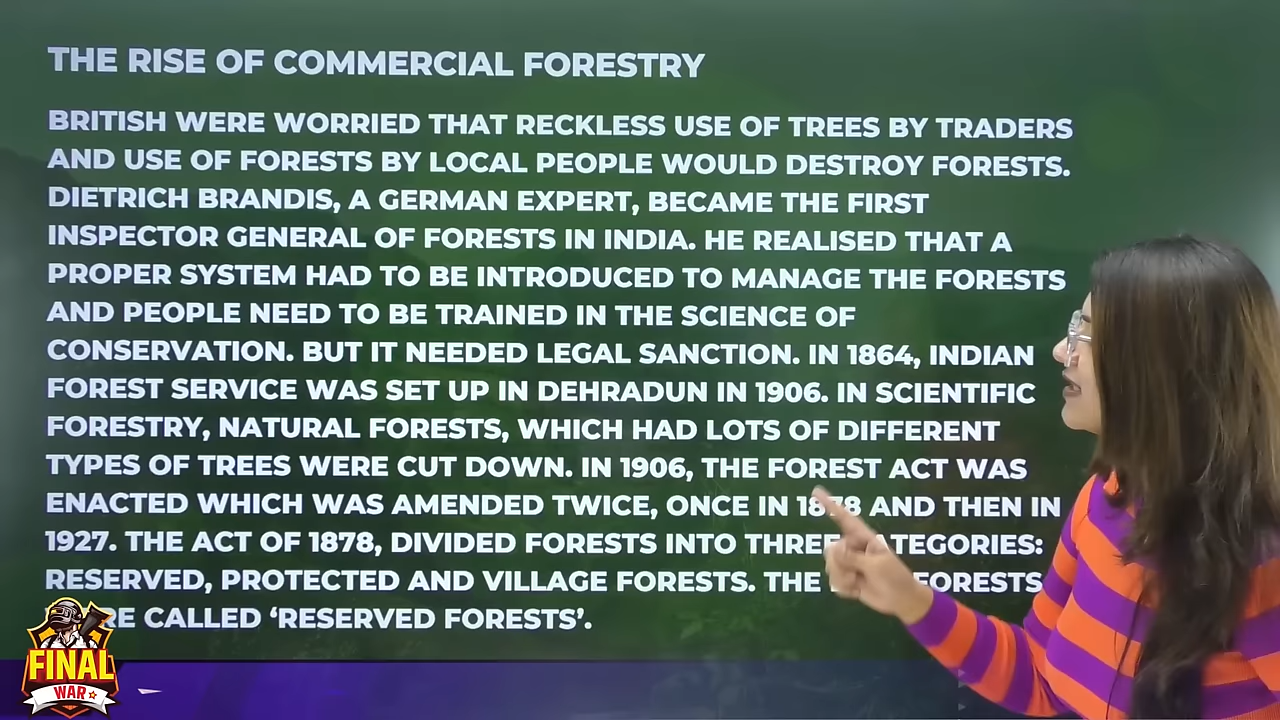 THE RISE OF COMMERCIAL FORESTRY
BRITISH WERE WORRIED THAT RECKLESS USE OF TREES BY TRADERS
AND USE OF FORESTS BY LOCAL PEOPLE WOULD DESTROY FORESTS.
DIETRICH BRANDIS, A GERMAN EXPERT, BECAME THE FIRST
INSPECTOR GENERAL OF FORESTS IN INDIA. HE REALISED THAT A
PROPER SYSTEM HAD TO BE INTRODUCED TO MANAGE THE FORESTS
AND PEOPLE NEED TO BE TRAINED IN THE SCIENCE OF
CONSERVATION. BUT IT NEEDED LEGAL SANCTION. IN 1864, INDIAN
FOREST SERVICE WAS SET UP IN DEHRADUN IN 1906. IN SCIENTIFIC
FORESTRY, NATURAL FORESTS, WHICH HAD LOTS OF DIFFERENT
TYPES OF TREES WERE CUT DOWN. IN 1906, THE FOREST ACT WAS
ENACTED WHICH WAS AMENDED TWICE, ONCE IN 1878 AND THEN IN
1927. THE ACT OF 1878, DIVIDED FORESTS INTO THREE CATEGORIES:
RESERVED, PROTECTED AND VILLAGE FORESTS. THE FORESTS
CALLED ‘RESERVED FORESTS’.
FINAL
WAR